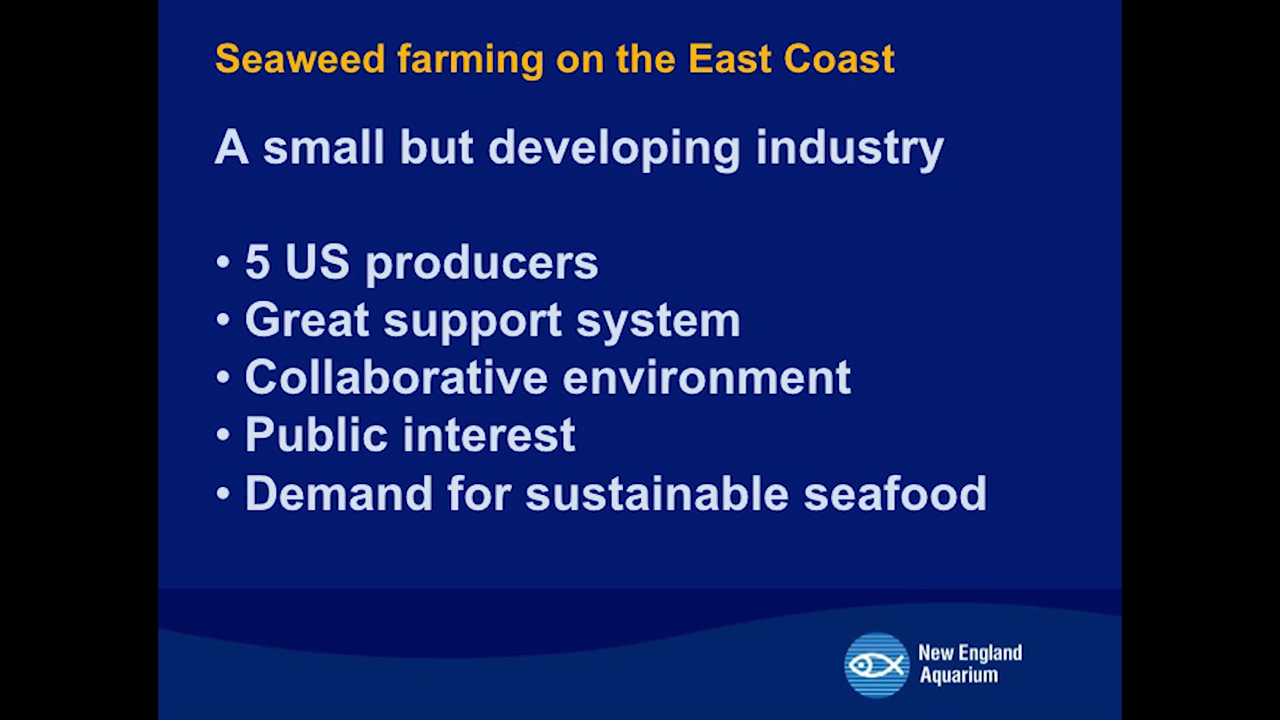 Seaweed farming on the East Coast
A small but developing industry
• 5 US producers
• Great support system
• Collaborative environment
• Public interest
• Demand for sustainable seafood
New England
Aquarium